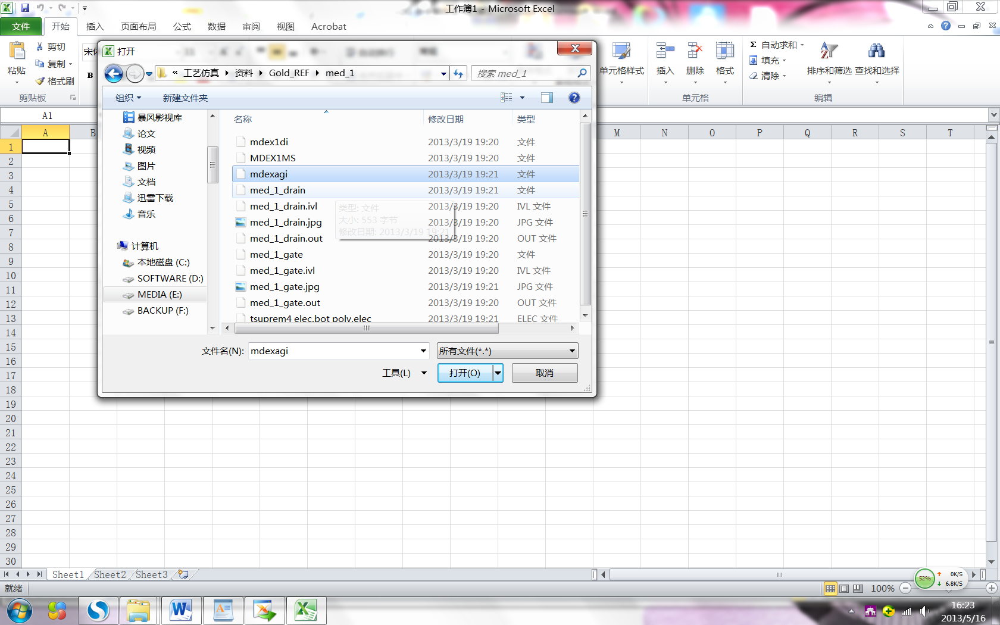 工作簿1 - Microsoft Excel
文件 开始 插入 页面布局 公式 数据 审阅 视图 Acrobat
粘贴 剪切 复制 格式刷
剪贴板
宋体
B
单元格样式 插入 删除 格式
单元格
Σ 自动求和 填充 清除 排序和筛选 查找和选择
编辑
A1
A B M N O P Q R S T
打开
« 工艺仿真 资料 Gold_REF med_1
搜索 med_1
组织 新建文件夹
暴风影视库
论文
视频
图片
文档
迅雷下载
音乐
计算机
本地磁盘 (C:)
SOFTWARE (D:)
MEDIA (E:)
BACKUP (F:)
名称 修改日期 类型
mdex1di 2013/3/19 19:20 文件
MDEX1MS 2013/3/19 19:20 文件
mdexagi 2013/3/19 19:21 文件
med_1_drain 2013/3/19 19:21 文件
med_1_drain.ivl 2013/3/19 19:20 IVL 文件
med_1_drain.jpg 2013/3/19 19:20 JPG 文件
med_1_drain.out 2013/3/19 19:20 OUT 文件
med_1_gate 2013/3/19 19:20 文件
med_1_gate.ivl 2013/3/19 19:20 IVL 文件
med_1_gate.jpg 2013/3/19 19:21 JPG 文件
med_1_gate.out 2013/3/19 19:20 OUT 文件
tsuprem4_elec.bot_poly.elec 2013/3/19 19:21 ELEC 文件
类型: 文件
大小: 553 字节
修改日期: 2013/3/19 19:21
文件名(N): mdexagi 所有文件(*.*)
工具(L) 打开(O) 取消
1
2
3
4
5
6
7
8
9
10
11
12
13
14
15
16
17
18
19
20
21
22
23
24
25
26
27
28
29
30
Sheet1 Sheet2 Sheet3
就绪
100%
52% 0K/S
6.8K/S
16:23
2013/5/16